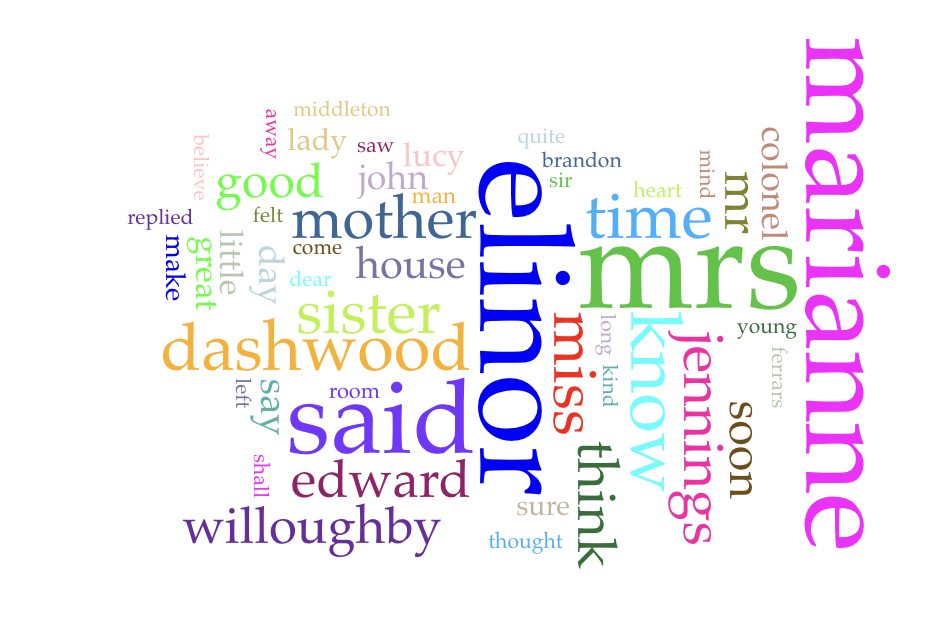 middleton
away
lady
saw
quite
believe
lucy
brandon
colonel
good
john
sir
mind
man
heart
mr
replied
felt
mother
time
marianne
make
great
little
day
come
house
elinor
mrs
dear
sister
dashwood
miss
long
know
jennings
young
left
say
room
kind
ferrars
said
soon
shall
edward
think
willoughby
sure
thought